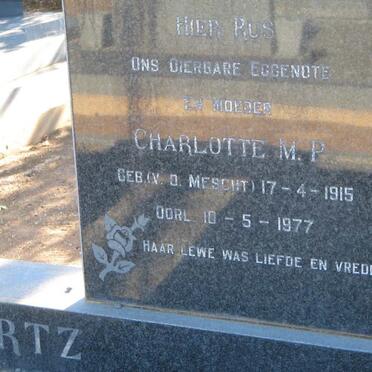 HIER RUS
ONS DIERBARE EGGENOTE
EN MOEDER
CHARLOTTE M. P.
GEB. (V. D. MESCHT) 17-4-1915
OORL. 10-5-1977
HAAR LEWE WAS LIEFDE EN VREDE
RTZ